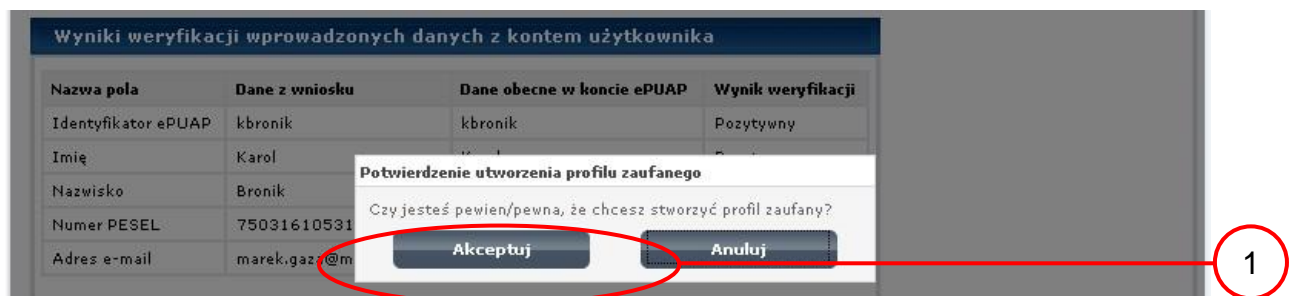 Wyniki weryfikacji wprowadzonych danych z kontem użytkownika
Nazwa pola Dane z wniosku Dane obecne w koncie ePUAP Wynik weryfikacji
Identyfikator ePUAP kbronik kbronik Pozytywny
Imię Karol
Potwierdzenie utworzenia profilu zaufanego
Nazwisko Bronik
Czy jesteś pewien/pewna, że chcesz stworzyć profil zaufany?
Numer PESEL 75031610531
Akceptuj Anuluj
Adres e-mail
1